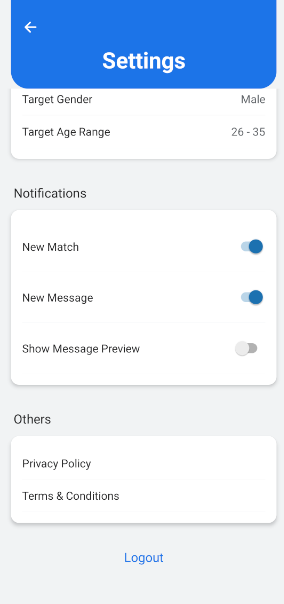 Settings
Target Gender Male
Target Age Range 26 - 35
Notifications
New Match
New Message
Show Message Preview
Others
Privacy Policy
Terms & Conditions
Logout